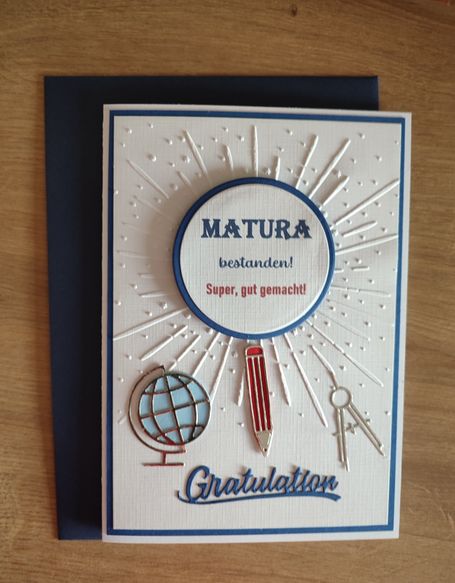 MATURA
bestanden!
Super, gut gemacht!
Gratulation